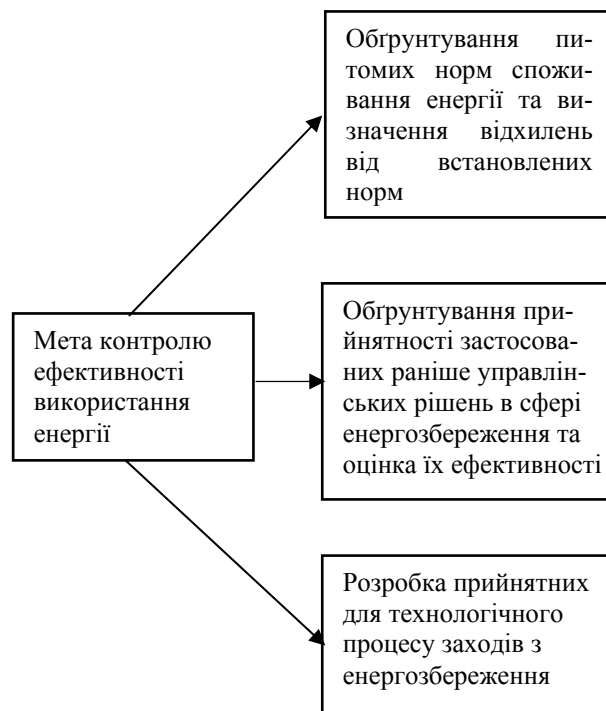 Обґрунтування пи-
томих норм спожи-
вання енергії та ви-
значення відхилень
від встановлених
норм
Мета контролю
ефективності
використання
енергії
Обґрунтування при-
йнятності застосова-
них раніше управлін-
ських рішень в сфері
енергозбереження та
оцінка їх ефективності
Розробка прийнятних
для технологічного
процесу заходів з
енергозбереження